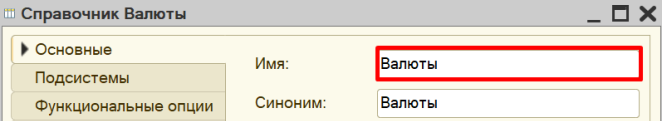 Справочник Валюты
Основные
Имя: Валюты
Подсистемы
Функциональные опции
Синоним: Валюты